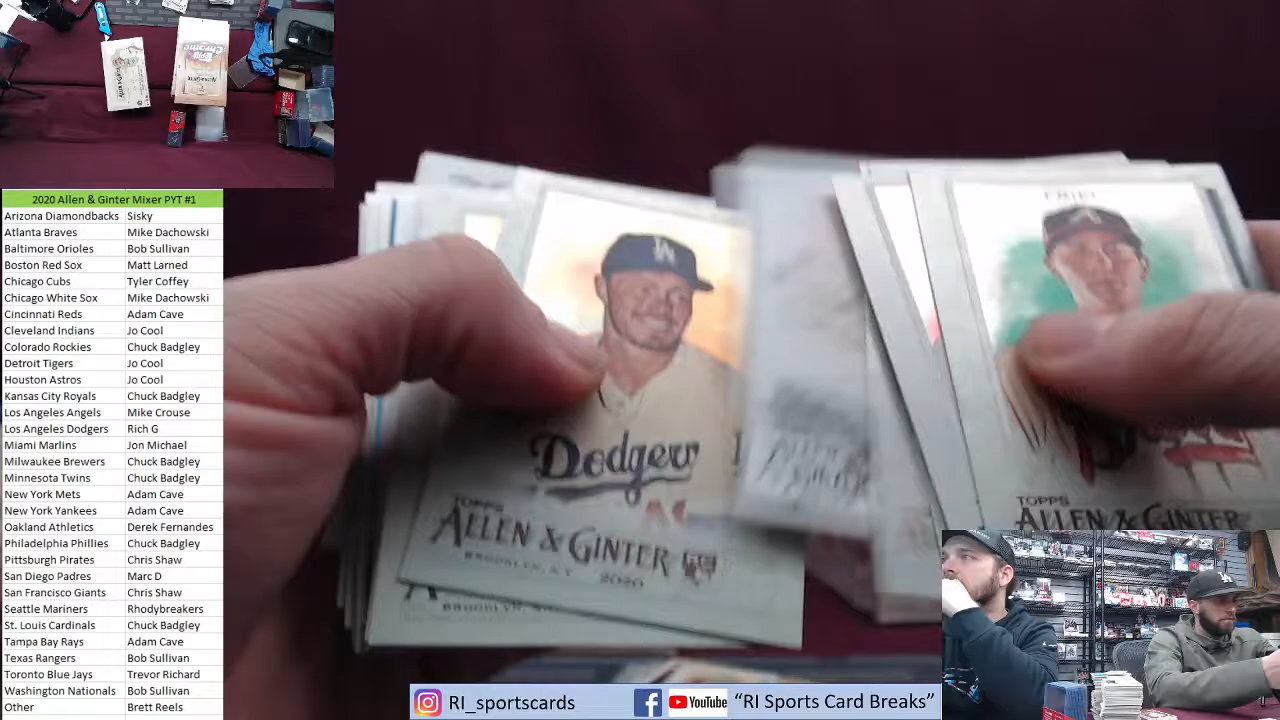 2020 Allen & Ginter Mixer PYT #1
Arizona Diamondbacks Sisky
Atlanta Braves Mike Dachowski
Baltimore Orioles Bob Sullivan
Boston Red Sox Matt Larned
Chicago Cubs Tyler Coffey
Chicago White Sox Mike Dachowski
Cincinnati Reds Adam Cave
Cleveland Indians Jo Cool
Colorado Rockies Chuck Badgley
Detroit Tigers Jo Cool
Houston Astros Jo Cool
Kansas City Royals Chuck Badgley
Los Angeles Angels Mike Crouse
Los Angeles Dodgers Rich G
Miami Marlins Jon Michael
Milwaukee Brewers Chuck Badgley
Minnesota Twins Chuck Badgley
New York Mets Adam Cave
New York Yankees Adam Cave
Oakland Athletics Derek Fernandes
Philadelphia Phillies Chuck Badgley
Pittsburgh Pirates Chris Shaw
San Diego Padres Marc D
San Francisco Giants Chris Shaw
Seattle Mariners Rhodybreakers
St. Louis Cardinals Chuck Badgley
Tampa Bay Rays Adam Cave
Texas Rangers Bob Sullivan
Toronto Blue Jays Trevor Richard
Washington Nationals Bob Sullivan
Other Brett Reels
LA
Dodgers
TOPPS
ALLEN & GINTER
BROOKLYN, N.Y. 2020
BROOKLYN,
A
TOPPS
ALLEN & GINTER
RI_sportscards
YouTube "RI Sports Card Breaks"